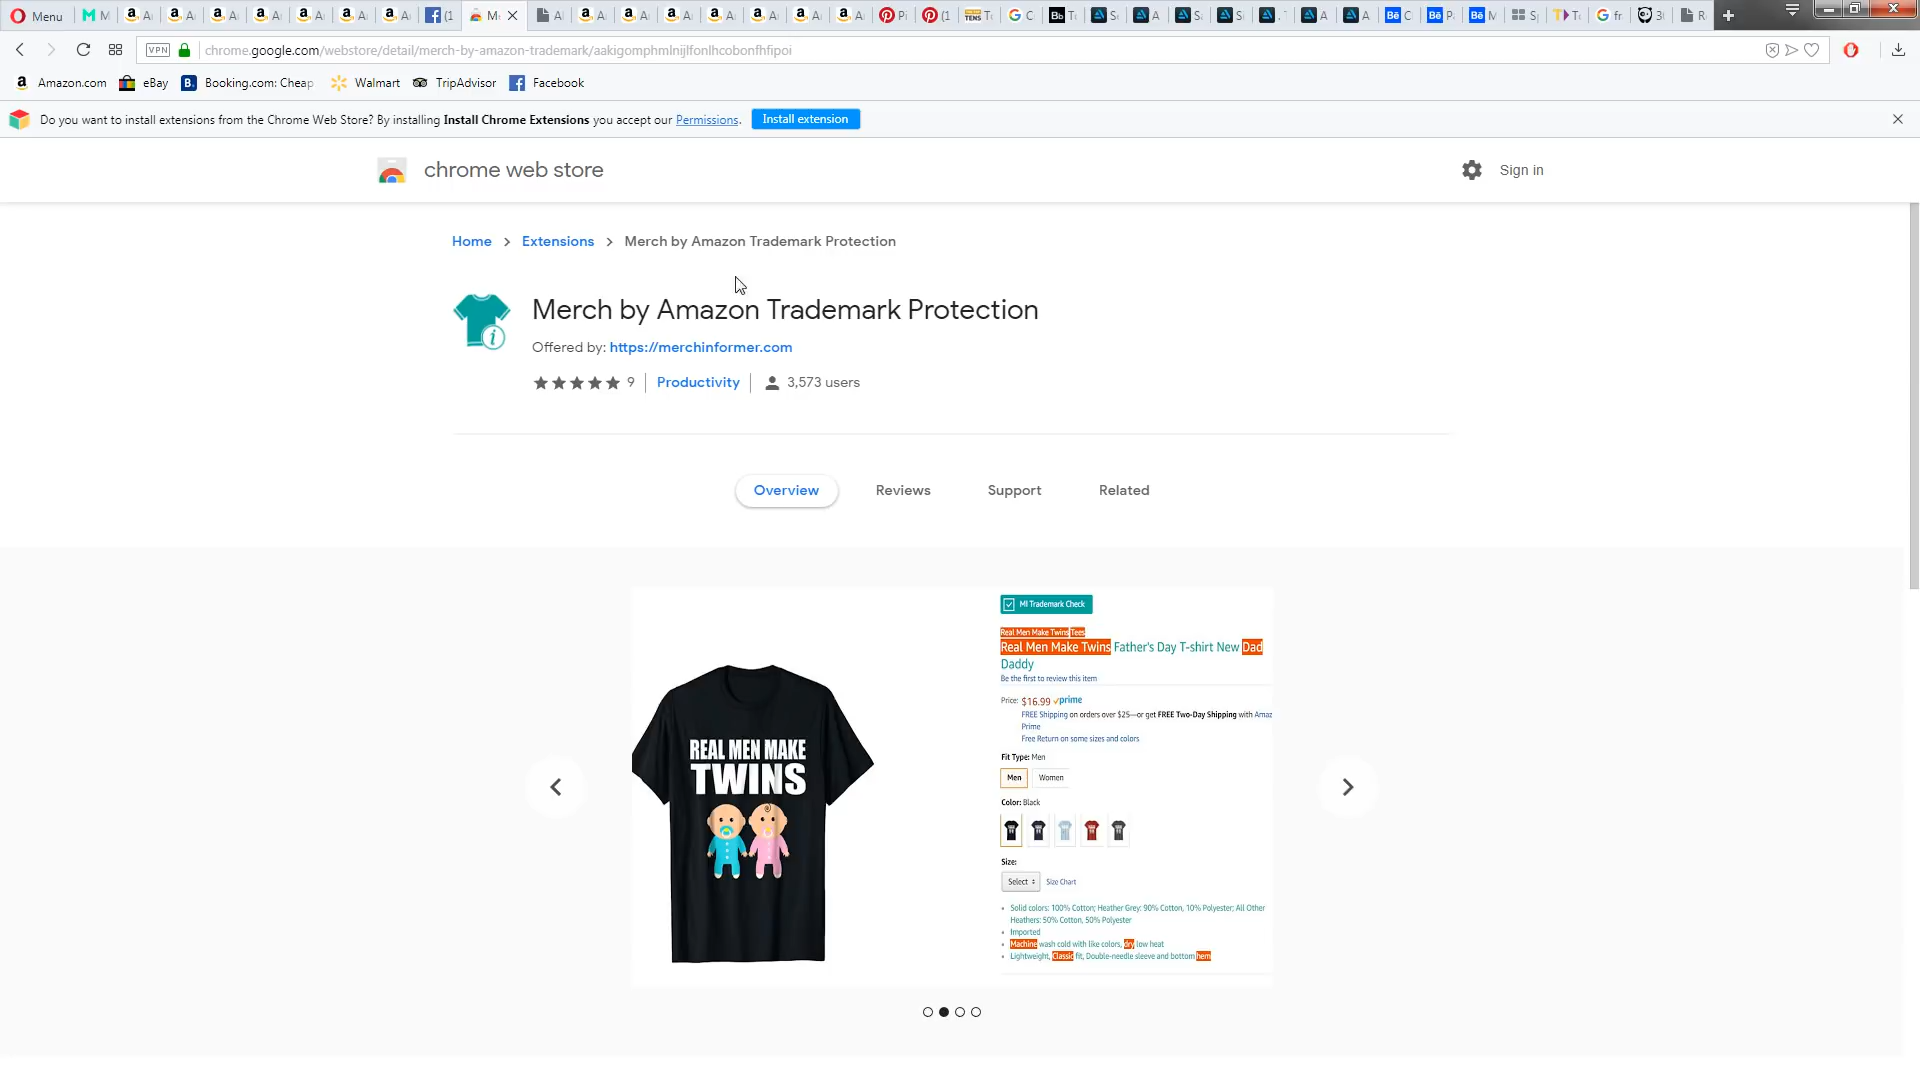 Menu
chrome.google.com/webstore/detail/merch-by-amazon-trademark/aakigomphmlnijlfonlhcobonfhfipoi
VPN
Amazon.com eBay Booking.com: Cheap Walmart TripAdvisor Facebook
Do you want to install extensions from the Chrome Web Store? By installing Install Chrome Extensions you accept our Permissions. Install extension
chrome web store
Sign in
Home > Extensions > Merch by Amazon Trademark Protection
Merch by Amazon Trademark Protection
Offered by: https://merchinformer.com
9 Productivity 3,573 users
Overview Reviews Support Related
REAL MEN MAKE
TWINS
MI Trademark Check
Real Men Make Twins Tees
Real Men Make Twins Father's Day T-shirt New Dad
Daddy
Be the first to review this item
Price: $16.99 prime
FREE Shipping on orders over $25—or get FREE Two-Day Shipping with Amaz
Prime
Free Return on some sizes and colors
Fit Type: Men
Men Women
Color: Black
Size:
Select Size Chart
Solid colors: 100% Cotton; Heather Grey: 90% Cotton, 10% Polyester; All Other
Heathers: 50% Cotton, 50% Polyester
Imported
Machine wash cold with like colors, dry low heat
Lightweight, Classic fit, Double-needle sleeve and bottom hem